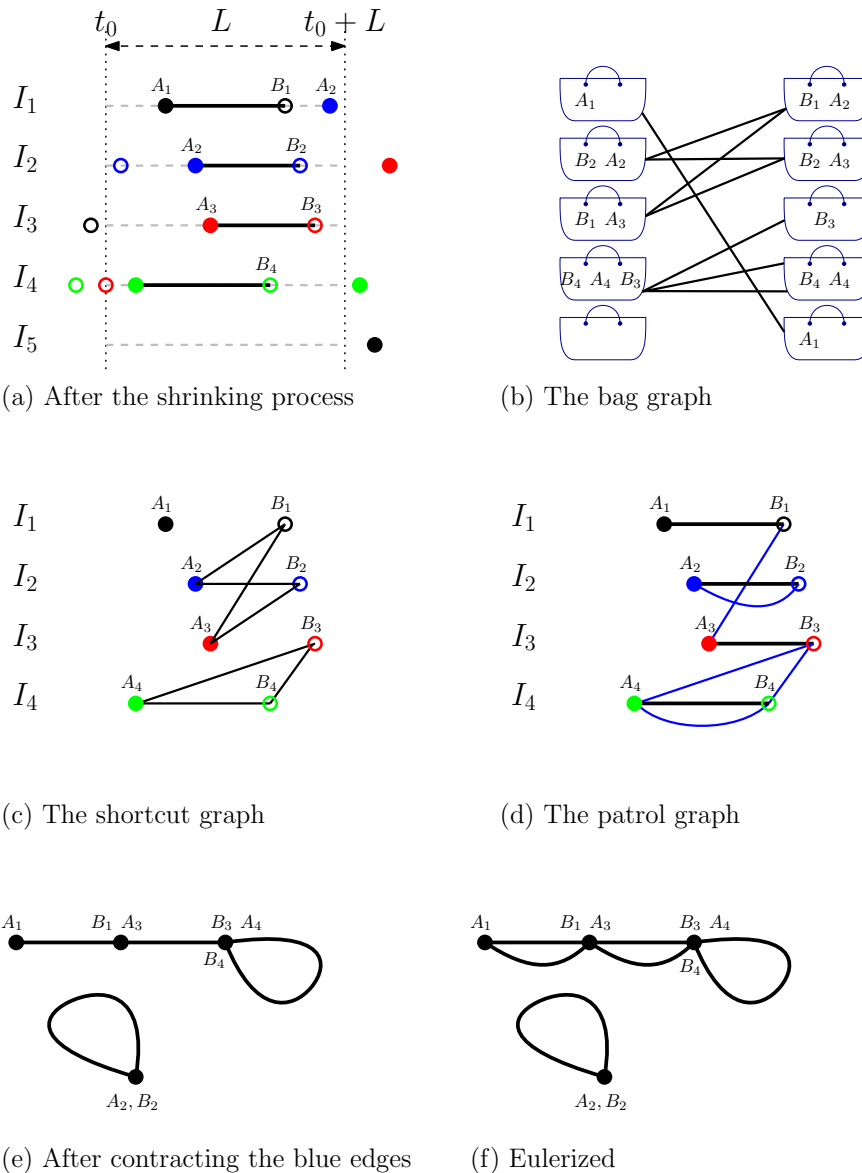 t₀ L t₀ + L
I₁ A₁ B₁ A₂
I₂ A₂ B₂
I₃ A₃ B₃
I₄ B₄
I₅
(a) After the shrinking process
A₁ B₁ A₂
B₂ A₂ B₂ A₃
B₁ A₃ B₃
B₄ A₄ B₃ B₄ A₄
A₁
(b) The bag graph
I₁ A₁ B₁
I₂ A₂ B₂
I₃ A₃ B₃
I₄ A₄ B₄
(c) The shortcut graph
I₁ A₁ B₁
I₂ A₂ B₂
I₃ A₃ B₃
I₄ A₄ B₄
(d) The patrol graph
A₁ B₁ A₃ B₃ A₄
B₄
A₂, B₂
(e) After contracting the blue edges
A₁ B₁ A₃ B₃ A₄
B₄
A₂, B₂
(f) Eulerized